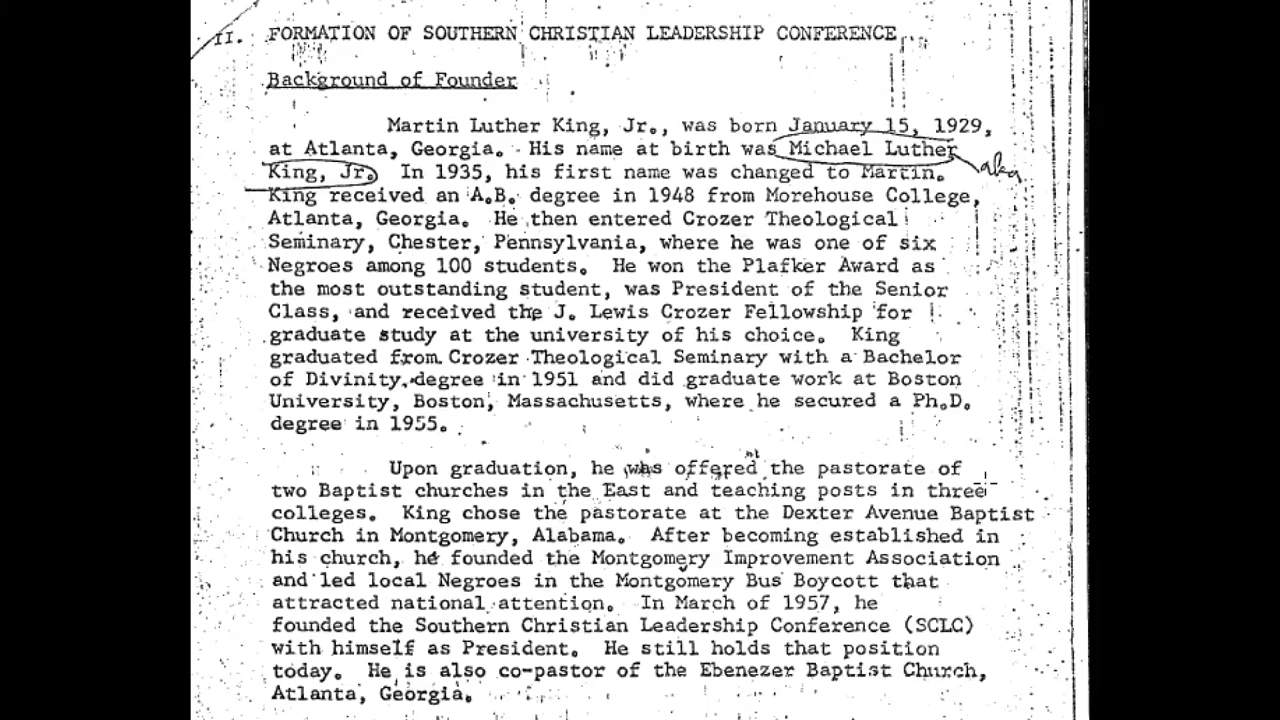 II. FORMATION OF SOUTHERN CHRISTIAN LEADERSHIP CONFERENCE
Background of Founder
Martin Luther King, Jr., was born January 15, 1929,
at Atlanta, Georgia. His name at birth was Michael Luther
aka
King, Jr. In 1935, his first name was changed to Martin.
King received an A.B. degree in 1948 from Morehouse College,
Atlanta, Georgia. He then entered Crozer Theological
Seminary, Chester, Pennsylvania, where he was one of six
Negroes among 100 students. He won the Plafker Award as
the most outstanding student, was President of the Senior
Class, and received the J. Lewis Crozer Fellowship for
graduate study at the university of his choice. King
graduated from Crozer Theological Seminary with a Bachelor
of Divinity degree in 1951 and did graduate work at Boston
University, Boston, Massachusetts, where he secured a Ph.D.
degree in 1955.
Upon graduation, he was offered the pastorate of
two Baptist churches in the East and teaching posts in three
colleges. King chose the pastorate at the Dexter Avenue Baptist
Church in Montgomery, Alabama. After becoming established in
his church, he founded the Montgomery Improvement Association
and led local Negroes in the Montgomery Bus Boycott that
attracted national attention. In March of 1957, he
founded the Southern Christian Leadership Conference (SCLC)
with himself as President. He still holds that position
today. He is also co-pastor of the Ebenezer Baptist Church,
Atlanta, Georgia.